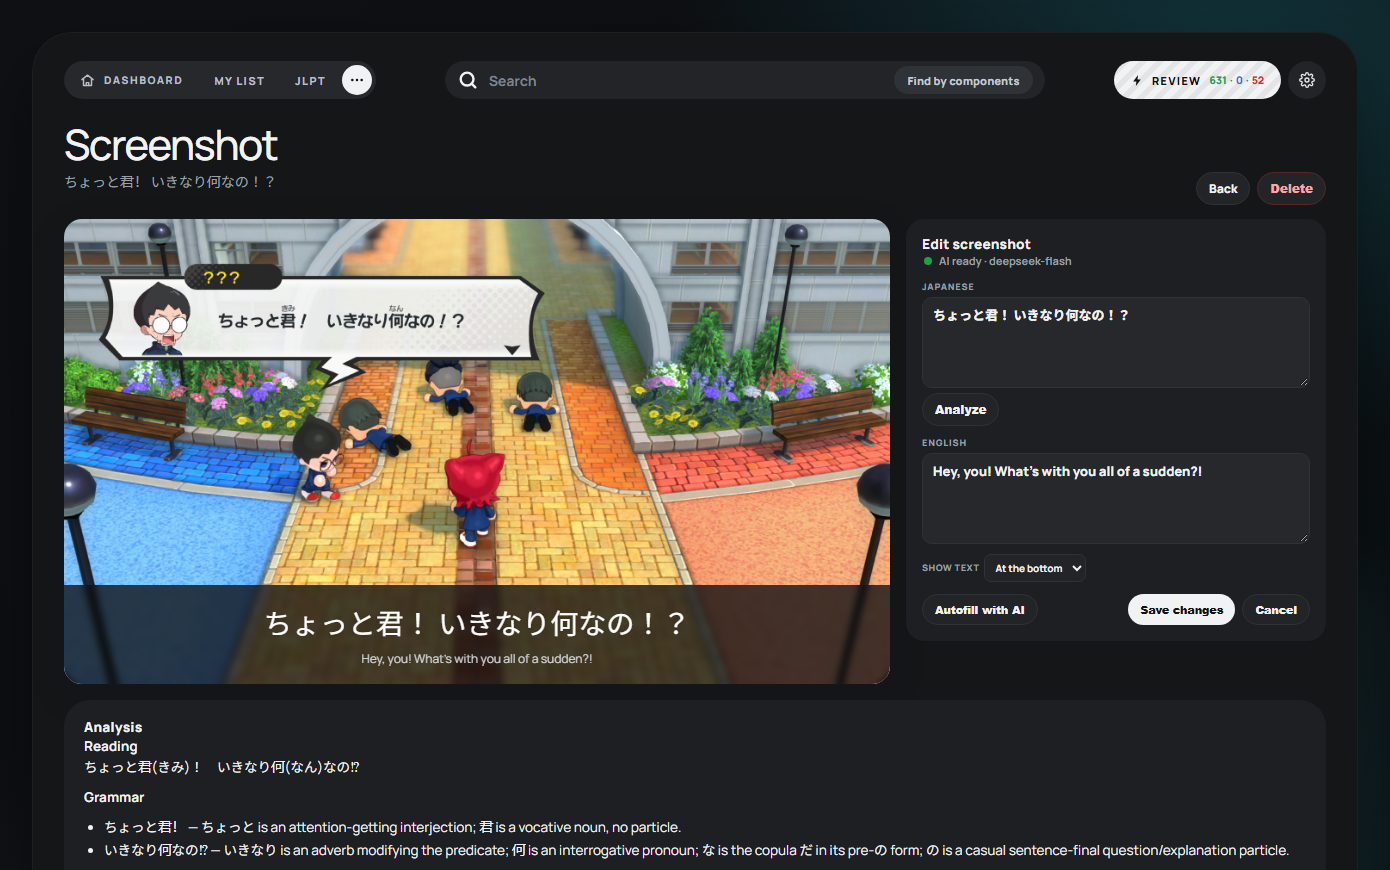 DASHBOARD MY LIST JLPT ••• Search Find by components REVIEW 631 · 0 · 52
Screenshot
ちょっと君！ いきなり何なの！？
Back Delete
???
きみ なん
ちょっと君！ いきなり何なの！？
ちょっと君！ いきなり何なの！？
Hey, you! What's with you all of a sudden?!
Edit screenshot
AI ready · deepseek-flash
JAPANESE
ちょっと君！ いきなり何なの！？
Analyze
ENGLISH
Hey, you! What's with you all of a sudden?!
SHOW TEXT At the bottom
Autofill with AI Save changes Cancel
Analysis
Reading
ちょっと君(きみ)！ いきなり何(なん)なの⁉
Grammar
• ちょっと君！ — ちょっと is an attention-getting interjection; 君 is a vocative noun, no particle.
• いきなり何なの⁉ — いきなり is an adverb modifying the predicate; 何 is an interrogative pronoun; な is the copula だ in its pre-の form; の is a casual sentence-final question/explanation particle.